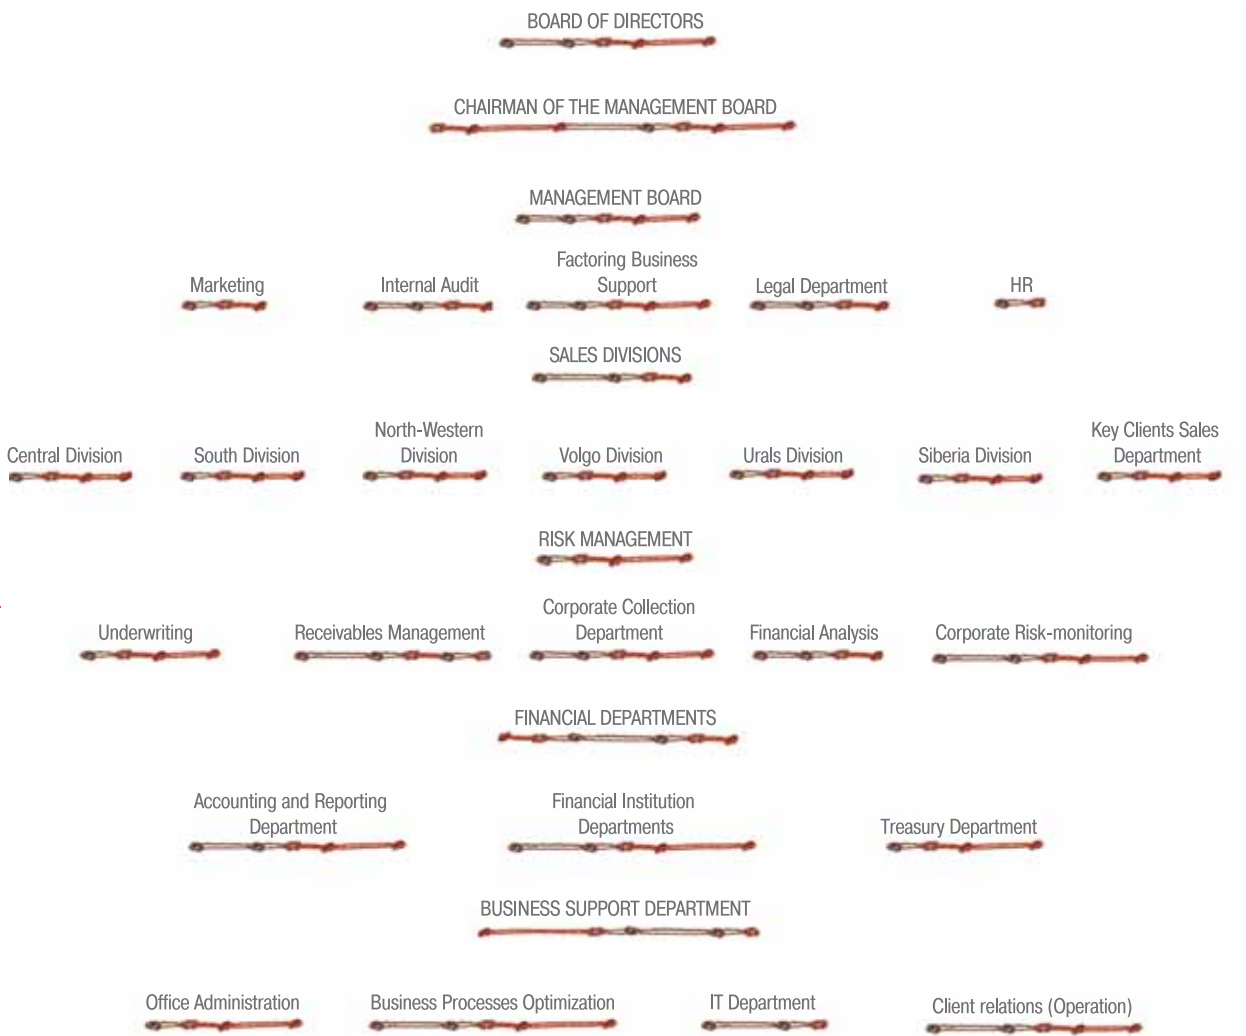 BOARD OF DIRECTORS
CHAIRMAN OF THE MANAGEMENT BOARD
MANAGEMENT BOARD
Marketing
Internal Audit
Factoring Business
Support
Legal Department
HR
SALES DIVISIONS
Central Division
South Division
North-Western
Division
Volgo Division
Urals Division
Siberia Division
Key Clients Sales
Department
RISK MANAGEMENT
Underwriting
Receivables Management
Corporate Collection
Department
Financial Analysis
Corporate Risk-monitoring
FINANCIAL DEPARTMENTS
Accounting and Reporting
Department
Financial Institution
Departments
Treasury Department
BUSINESS SUPPORT DEPARTMENT
Office Administration
Business Processes Optimization
IT Department
Client relations (Operation)